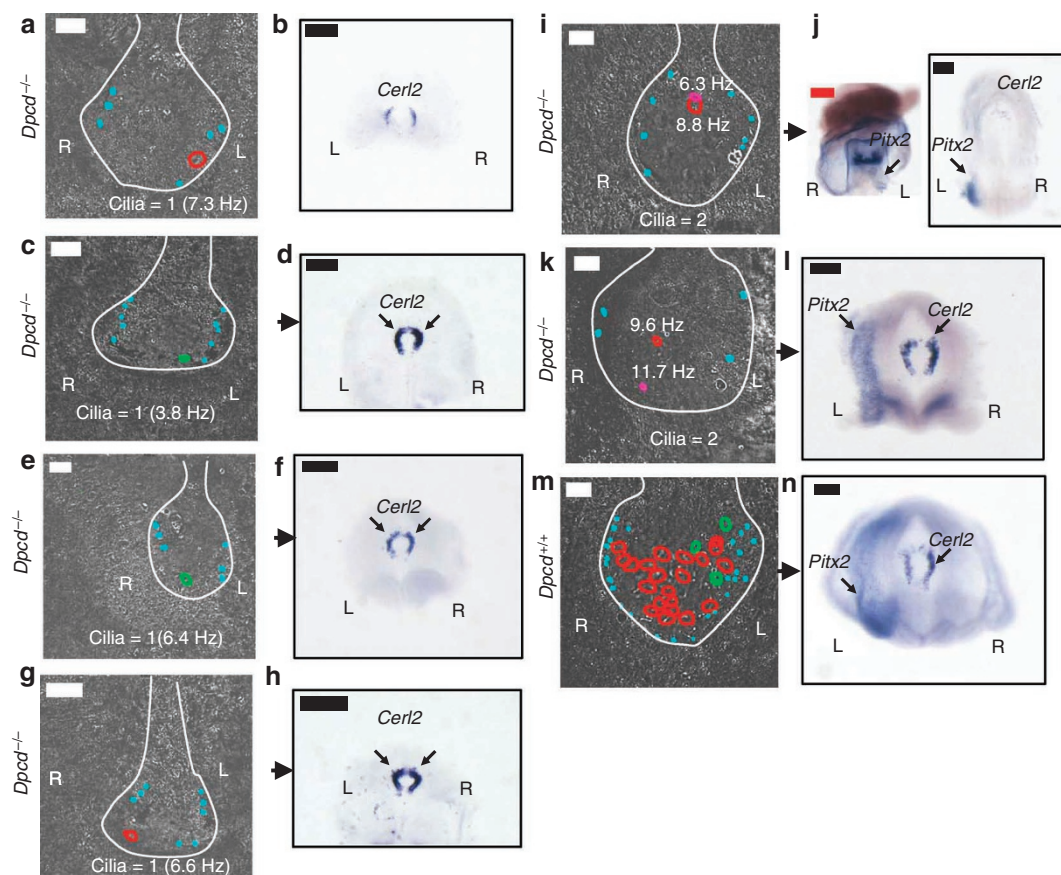 a
Dpcd–/–
R
L
Cilia = 1 (7.3 Hz)
b
Cerl2
L
R
c
Dpcd–/–
R
L
Cilia = 1 (3.8 Hz)
d
Cerl2
L
R
e
Dpcd–/–
R
L
Cilia = 1(6.4 Hz)
f
Cerl2
L
R
g
Dpcd–/–
R
L
Cilia = 1 (6.6 Hz)
h
Cerl2
L
R
i
Dpcd–/–
6.3 Hz
8.8 Hz
R
L
Cilia = 2
j
Pitx2
R
L
Cerl2
Pitx2
L
R
k
Dpcd–/–
9.6 Hz
11.7 Hz
R
L
Cilia = 2
l
Pitx2
Cerl2
L
R
m
Dpcd+/+
R
L
n
Pitx2
Cerl2
L
R